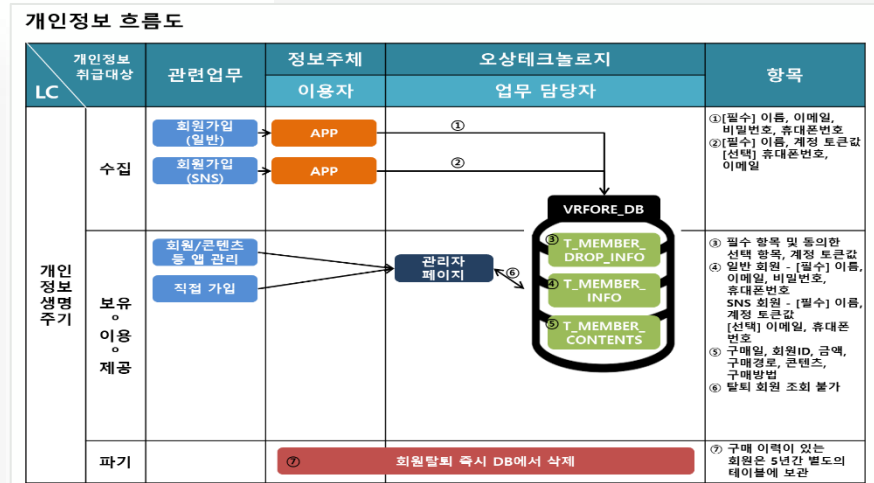 개인정보 흐름도
개인정보
취급대상
LC
관련업무
정보주체
이용자
오상테크놀로지
업무 담당자
항목
개인
정보
생명
주기
수집
회원가입
(일반)
APP
①
회원가입
(SNS)
APP
②
①[필수] 이름, 이메일,
비밀번호, 휴대폰번호
②[필수] 이름, 계정 토큰값
[선택] 휴대폰번호,
이메일
VRFORE_DB
보유
이용
제공
회원/콘텐츠
등 앱 관리
직접 가입
관리자
페이지
⑥
③ T_MEMBER_
DROP_INFO
④ T_MEMBER_
INFO
⑤ T_MEMBER_
CONTENTS
③ 필수 항목 및 동의한
선택 항목, 계정 토큰값
④ 일반 회원 - [필수] 이름,
이메일, 비밀번호,
휴대폰번호
SNS 회원 - [필수] 이름,
계정 토큰값
[선택] 이메일, 휴대폰
번호
⑤ 구매일, 회원ID, 금액,
구매경로, 콘텐츠,
구매방법
⑥ 탈퇴 회원 조회 불가
파기
⑦ 회원탈퇴 즉시 DB에서 삭제
⑦ 구매 이력이 있는
회원은 5년간 별도의
테이블에 보관